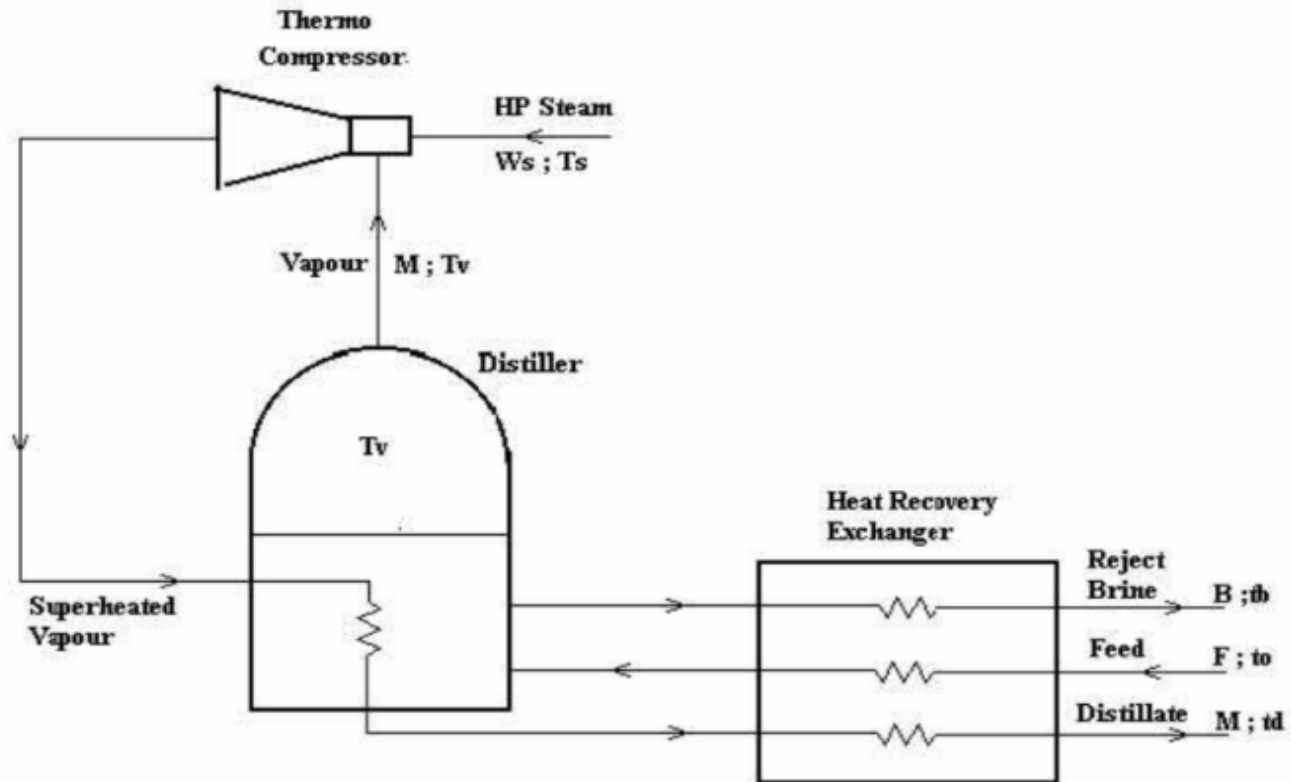 Thermo
Compressor
HP Steam
Ws ; Ts
Vapour M ; Tv
Distiller
Tv
Heat Recovery
Exchanger
Superheated
Vapour
Reject
Brine B ;tb
Feed F ; to
Distillate M ; td